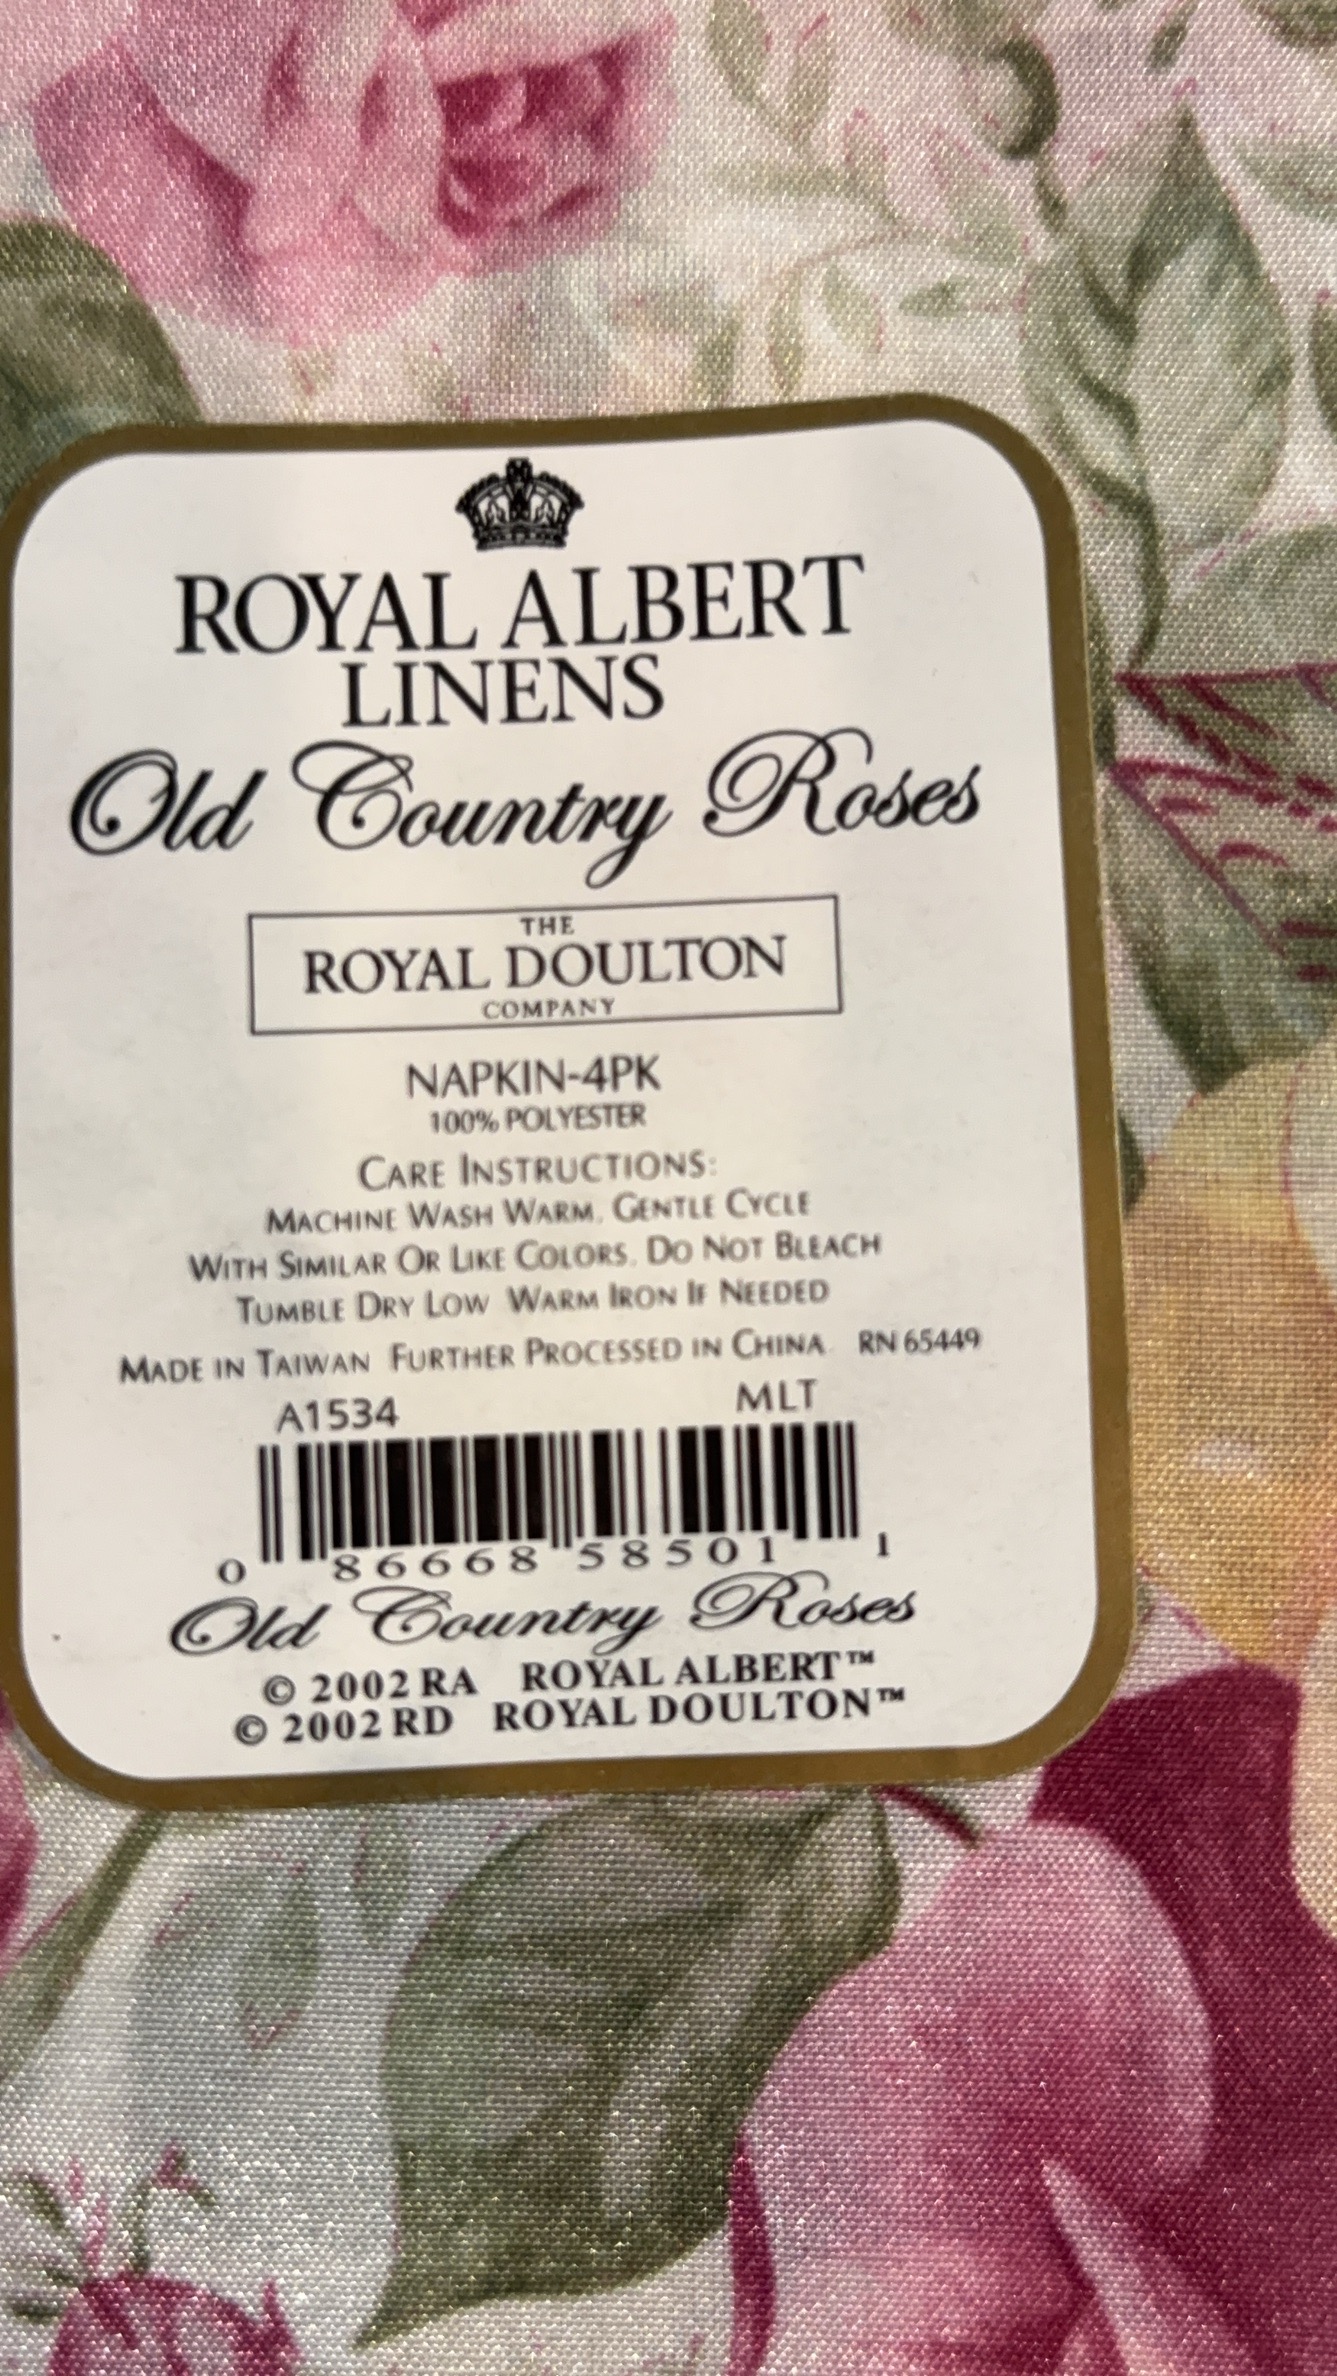 ROYAL ALBERT
LINENS
Old Country Roses
THE
ROYAL DOULTON
COMPANY
NAPKIN-4PK
100% POLYESTER
CARE INSTRUCTIONS:
MACHINE WASH WARM, GENTLE CYCLE
WITH SIMILAR OR LIKE COLORS. DO NOT BLEACH
TUMBLE DRY LOW WARM IRON IF NEEDED
MADE IN TAIWAN FURTHER PROCESSED IN CHINA RN 65449
A1534 MLT
0 86668 58501 1
Old Country Roses
© 2002 RA ROYAL ALBERT™
© 2002 RD ROYAL DOULTON™